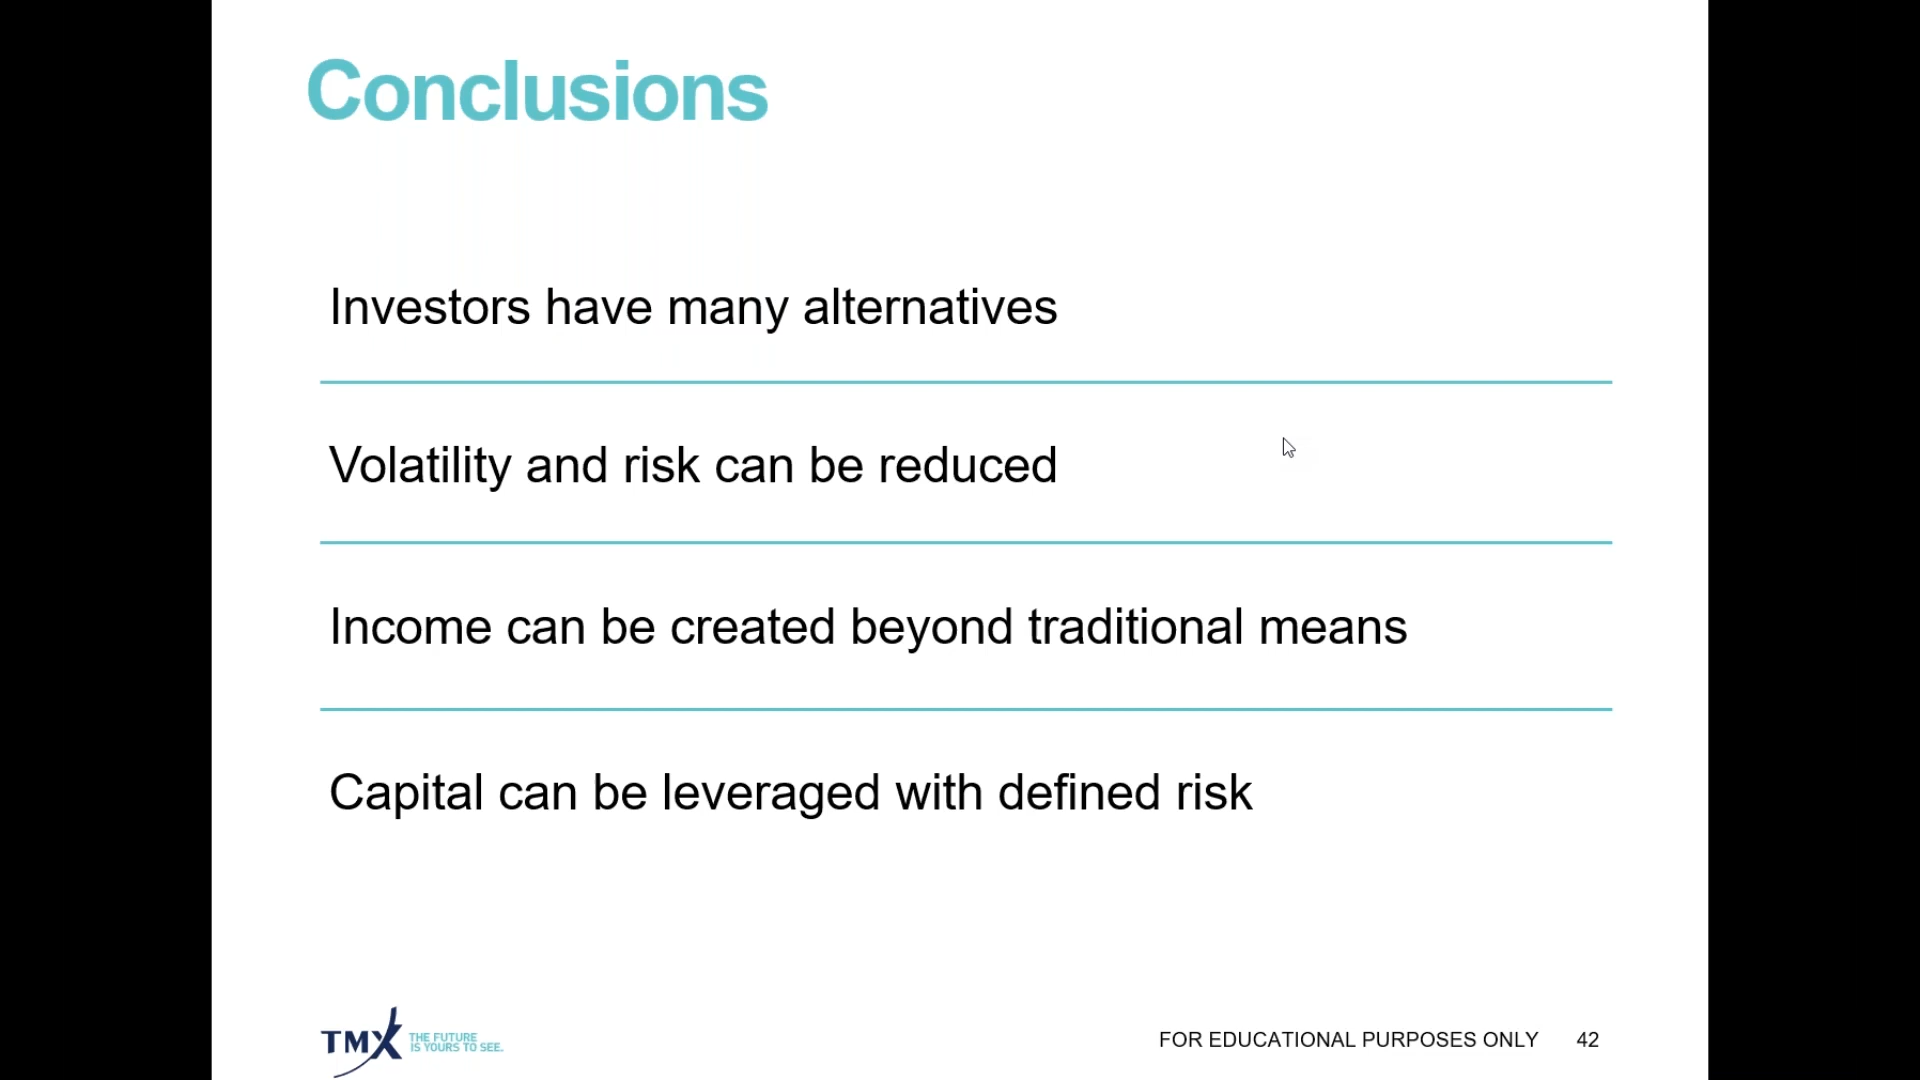 Conclusions
Investors have many alternatives
Volatility and risk can be reduced
Income can be created beyond traditional means
Capital can be leveraged with defined risk
TMX
THE FUTURE
IS YOURS TO SEE.
FOR EDUCATIONAL PURPOSES ONLY 42